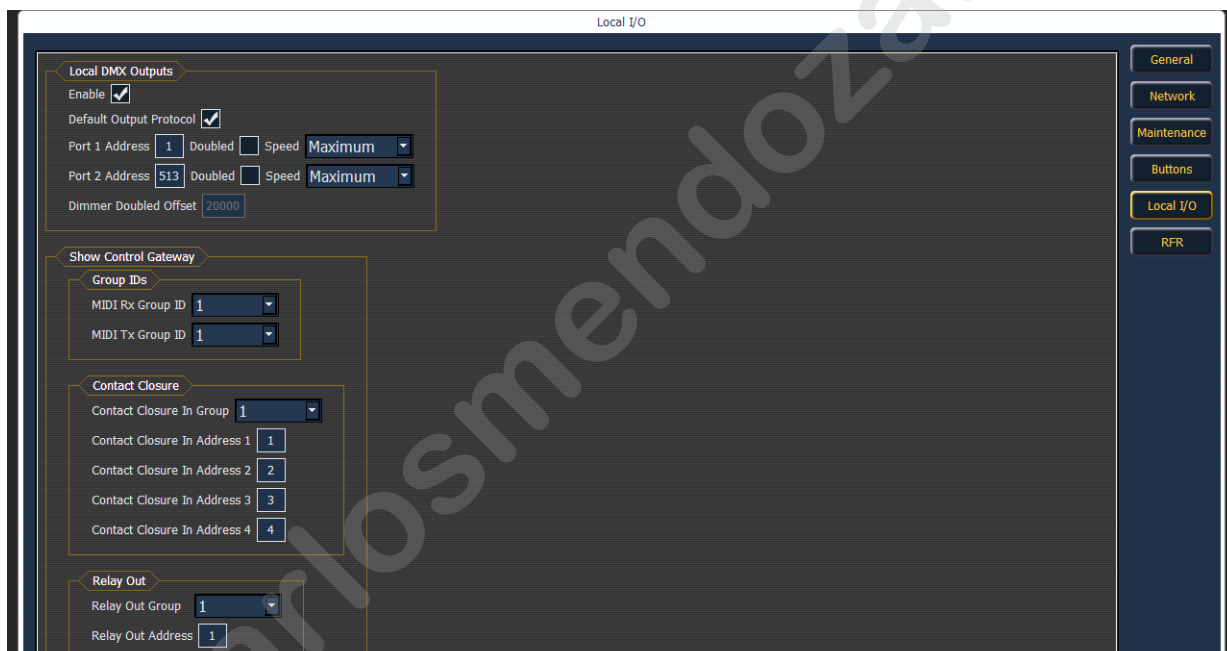 Local I/O
Local DMX Outputs
Enable
Default Output Protocol
Port 1 Address 1 Doubled Speed Maximum
Port 2 Address 513 Doubled Speed Maximum
Dimmer Doubled Offset 20000
Show Control Gateway
Group IDs
MIDI Rx Group ID 1
MIDI Tx Group ID 1
Contact Closure
Contact Closure In Group 1
Contact Closure In Address 1 1
Contact Closure In Address 2 2
Contact Closure In Address 3 3
Contact Closure In Address 4 4
Relay Out
Relay Out Group 1
Relay Out Address 1
General
Network
Maintenance
Buttons
Local I/O
RFR